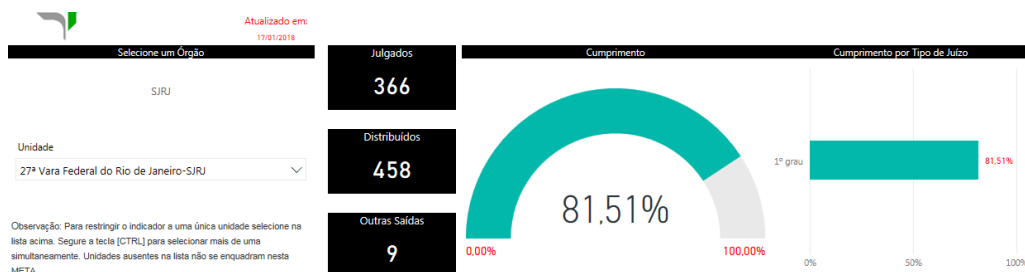 Atualizado em:
17/01/2018
Selecione um Órgão
SJRJ
Unidade
27ª Vara Federal do Rio de Janeiro-SJRJ
Observação: Para restringir o indicador a uma única unidade selecione na
lista acima. Segure a tecla [CTRL] para selecionar mais de uma
simultaneamente. Unidades ausentes na lista não se enquadram nesta
META
Julgados
366
Distribuídos
458
Outras Saídas
9
Cumprimento
81,51%
0,00%
100,00%
Cumprimento por Tipo de Juízo
1º grau
81,51%
0%
50%
100%